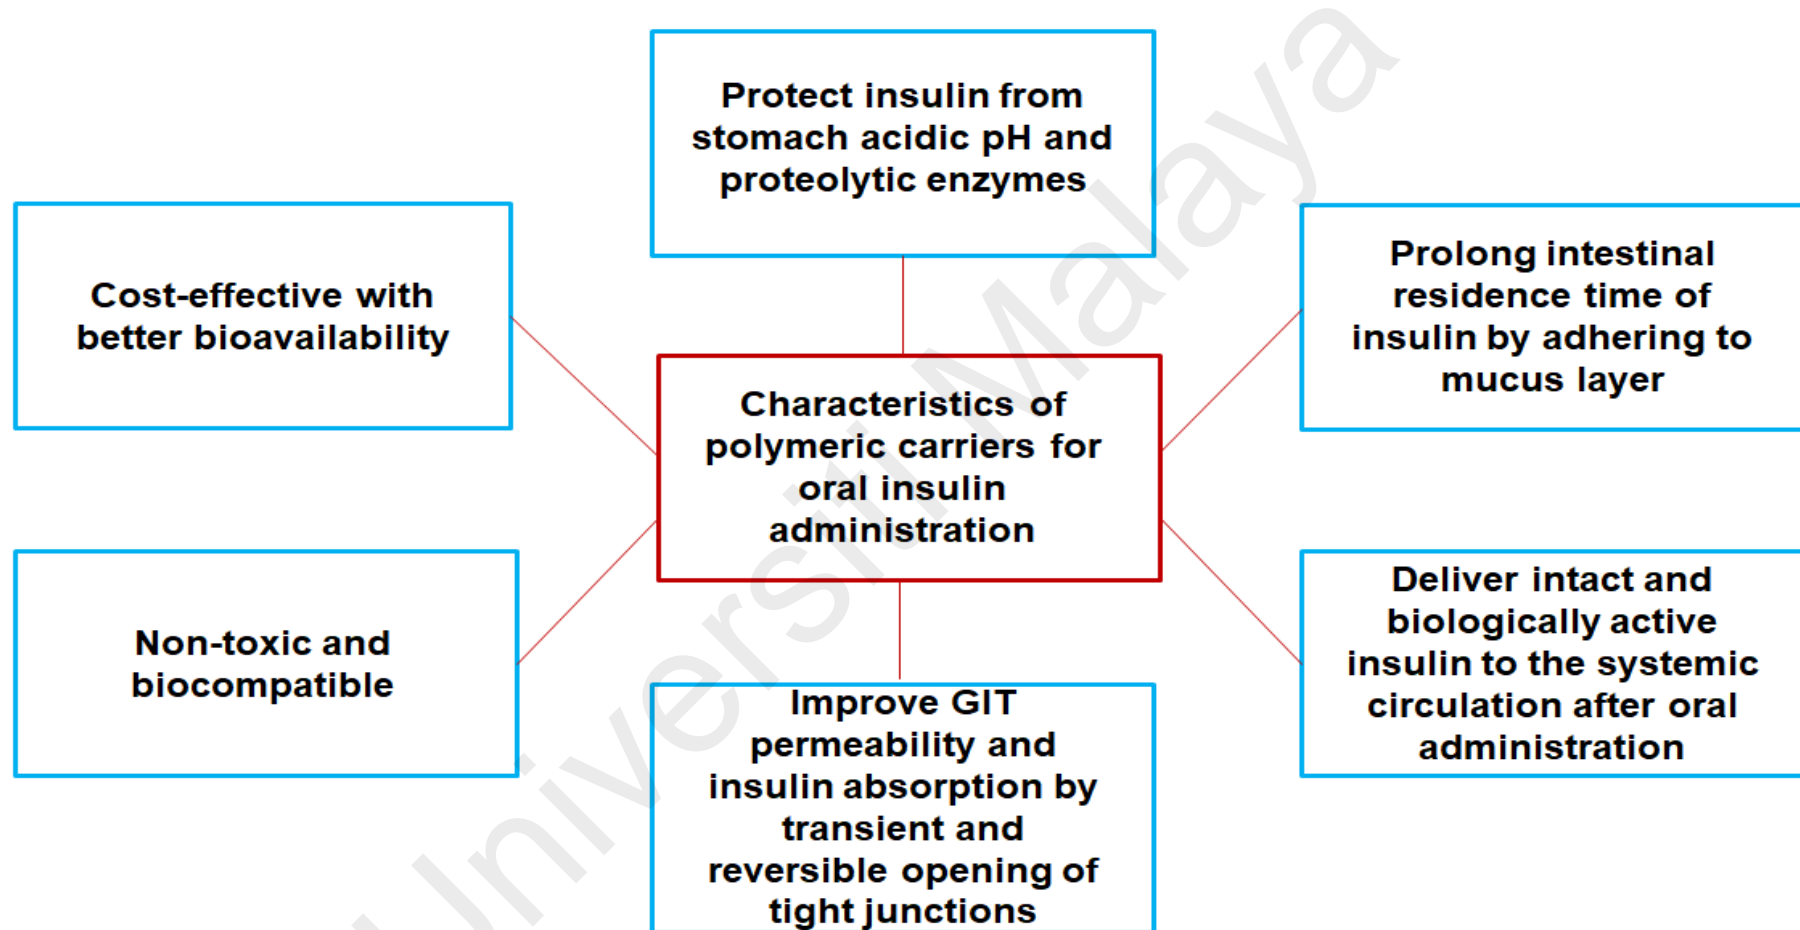 Protect insulin from
stomach acidic pH and
proteolytic enzymes
Cost-effective with
better bioavailability
Prolong intestinal
residence time of
insulin by adhering to
mucus layer
Characteristics of
polymeric carriers for
oral insulin
administration
Non-toxic and
biocompatible
Deliver intact and
biologically active
insulin to the systemic
circulation after oral
administration
Improve GIT
permeability and
insulin absorption by
transient and
reversible opening of
tight junctions
Universiti Malaya